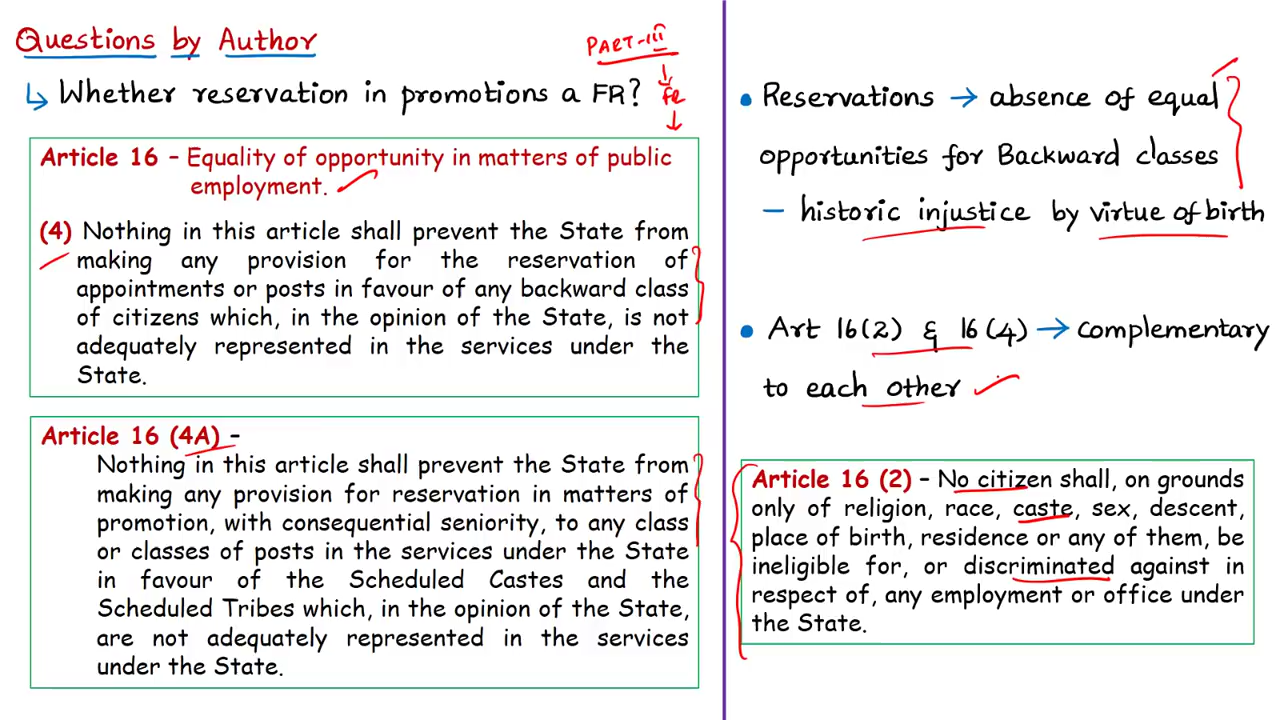 Questions by Author
PART-III
↳ Whether reservation in promotions a FR?
FR
Article 16 – Equality of opportunity in matters of public
employment.
(4) Nothing in this article shall prevent the State from
making any provision for the reservation of
appointments or posts in favour of any backward class
of citizens which, in the opinion of the State, is not
adequately represented in the services under the
State.
Article 16 (4A) –
Nothing in this article shall prevent the State from
making any provision for reservation in matters of
promotion, with consequential seniority, to any class
or classes of posts in the services under the State
in favour of the Scheduled Castes and the
Scheduled Tribes which, in the opinion of the State,
are not adequately represented in the services
under the State.
• Reservations → absence of equal
opportunities for Backward classes
– historic injustice by virtue of birth
• Art 16(2) & 16(4) → complementary
to each other
Article 16 (2) – No citizen shall, on grounds
only of religion, race, caste, sex, descent,
place of birth, residence or any of them, be
ineligible for, or discriminated against in
respect of, any employment or office under
the State.